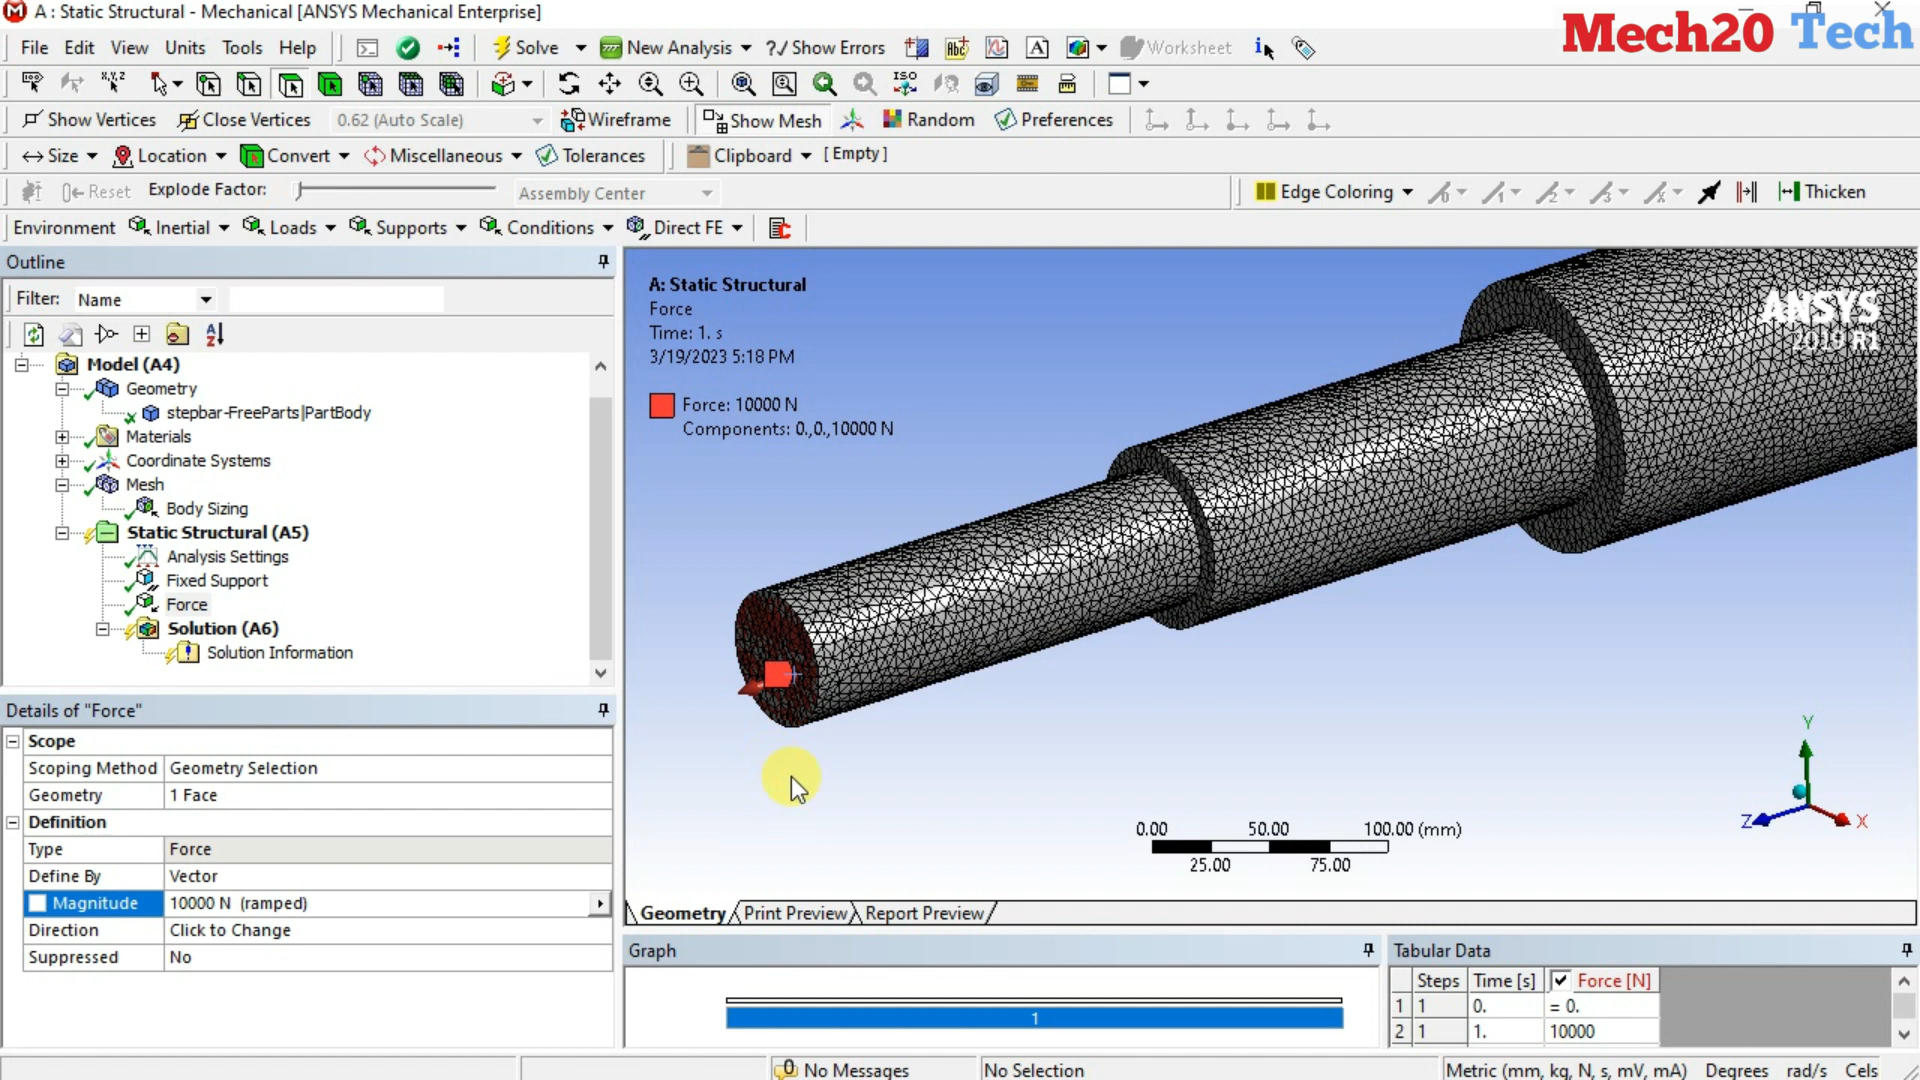 A : Static Structural - Mechanical [ANSYS Mechanical Enterprise]
Mech20 Tech
File Edit View Units Tools Help Solve New Analysis ?/ Show Errors Worksheet
Show Vertices Close Vertices 0.62 (Auto Scale) Wireframe Show Mesh Random Preferences
Size Location Convert Miscellaneous Tolerances Clipboard [ Empty ]
Reset Explode Factor: Assembly Center Edge Coloring Thicken
Environment Inertial Loads Supports Conditions Direct FE
Outline
Filter: Name
Model (A4)
Geometry
stepbar-FreeParts|PartBody
Materials
Coordinate Systems
Mesh
Body Sizing
Static Structural (A5)
Analysis Settings
Fixed Support
Force
Solution (A6)
Solution Information
Details of "Force"
Scope
Scoping Method Geometry Selection
Geometry 1 Face
Definition
Type Force
Define By Vector
Magnitude 10000 N (ramped)
Direction Click to Change
Suppressed No
A: Static Structural
Force
Time: 1. s
3/19/2023 5:18 PM
Force: 10000 N
Components: 0.,0.,10000 N
ANSYS
2019 R1
Y
Z X
0.00 50.00 100.00 (mm)
25.00 75.00
Geometry Print Preview Report Preview
Graph
1
Tabular Data
Steps Time [s] Force [N]
1 1 0. = 0.
2 1 1. 10000
No Messages No Selection Metric (mm, kg, N, s, mV, mA) Degrees rad/s Cels